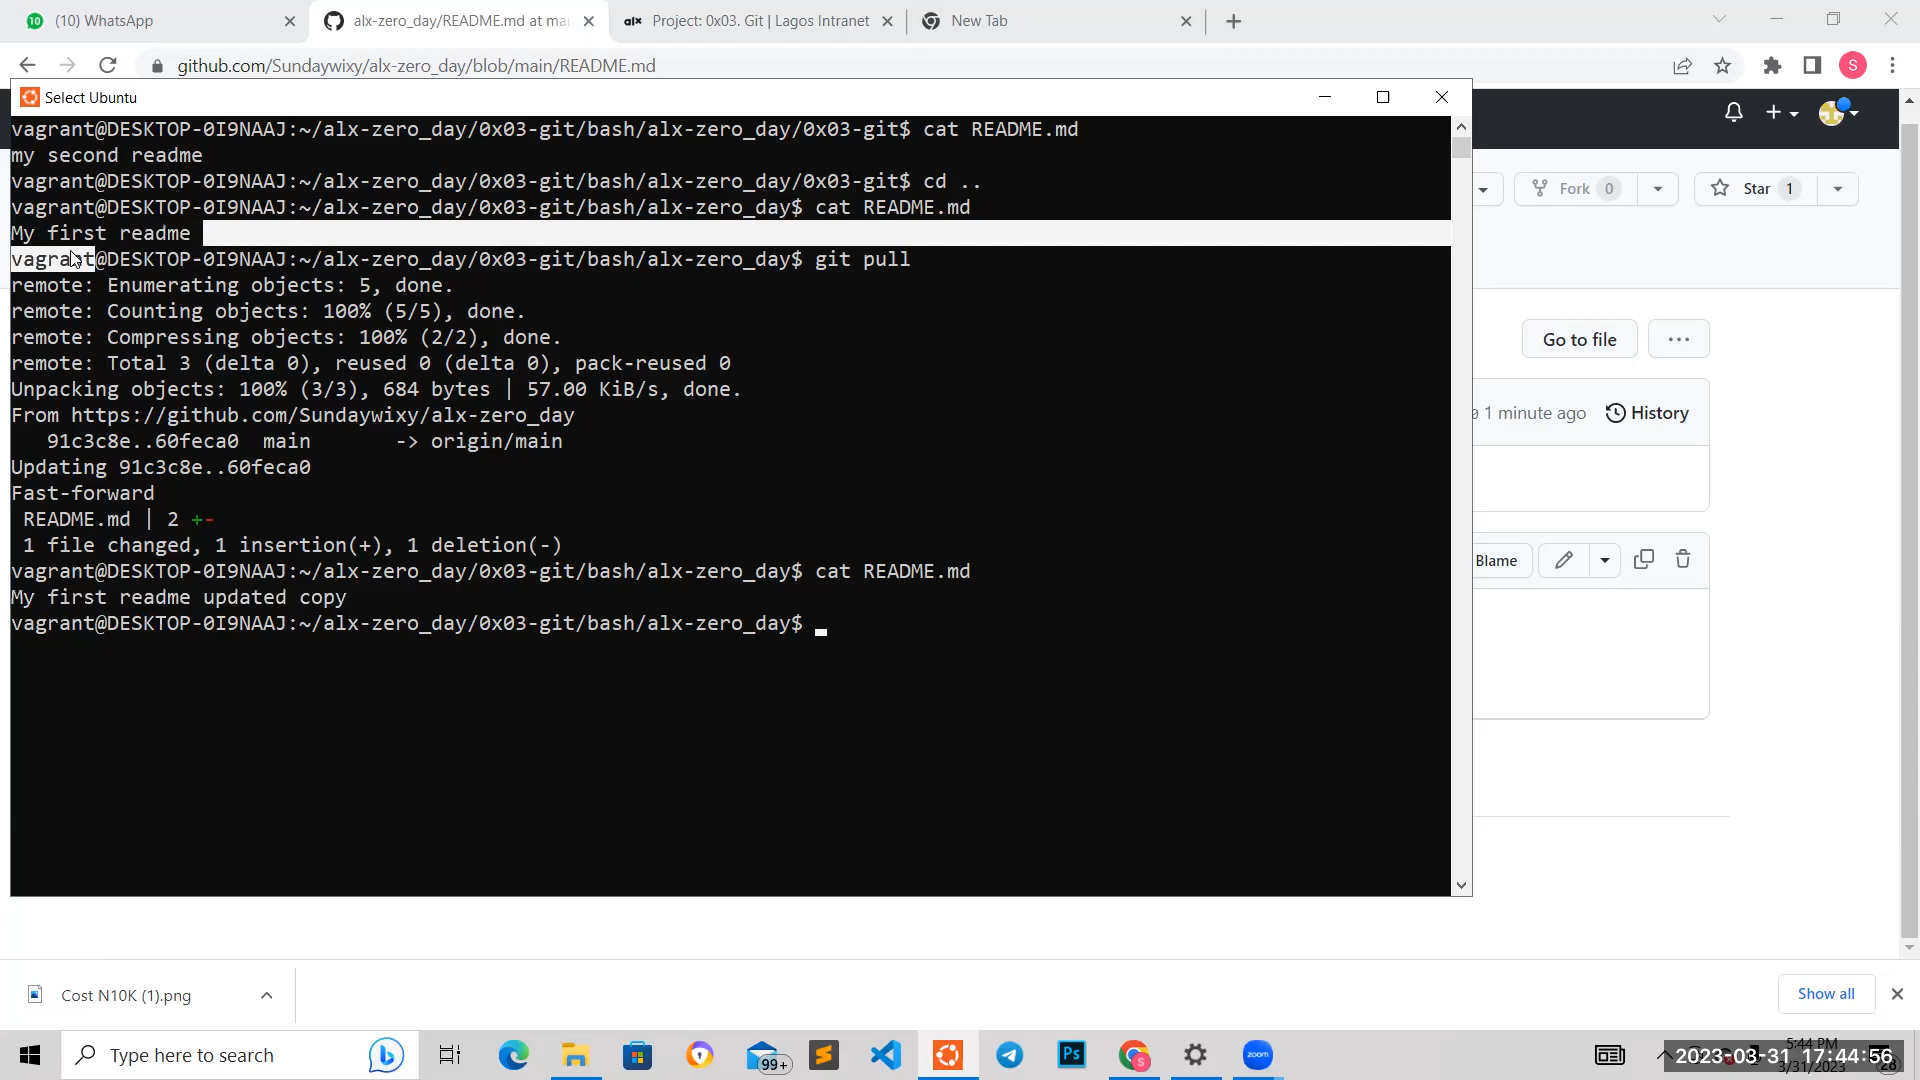 (10) WhatsApp
alx-zero_day/README.md at mai
alx Project: 0x03. Git | Lagos Intranet
New Tab
github.com/Sundaywixy/alx-zero_day/blob/main/README.md
S
Select Ubuntu
vagrant@DESKTOP-0I9NAAJ:~/alx-zero_day/0x03-git/bash/alx-zero_day/0x03-git$ cat README.md
my second readme
vagrant@DESKTOP-0I9NAAJ:~/alx-zero_day/0x03-git/bash/alx-zero_day/0x03-git$ cd ..
vagrant@DESKTOP-0I9NAAJ:~/alx-zero_day/0x03-git/bash/alx-zero_day$ cat README.md
My first readme
vagrant@DESKTOP-0I9NAAJ:~/alx-zero_day/0x03-git/bash/alx-zero_day$ git pull
remote: Enumerating objects: 5, done.
remote: Counting objects: 100% (5/5), done.
remote: Compressing objects: 100% (2/2), done.
remote: Total 3 (delta 0), reused 0 (delta 0), pack-reused 0
Unpacking objects: 100% (3/3), 684 bytes | 57.00 KiB/s, done.
From https://github.com/Sundaywixy/alx-zero_day
91c3c8e..60feca0 main -> origin/main
Updating 91c3c8e..60feca0
Fast-forward
README.md | 2 +-
1 file changed, 1 insertion(+), 1 deletion(-)
vagrant@DESKTOP-0I9NAAJ:~/alx-zero_day/0x03-git/bash/alx-zero_day$ cat README.md
My first readme updated copy
vagrant@DESKTOP-0I9NAAJ:~/alx-zero_day/0x03-git/bash/alx-zero_day$
Fork 0
Star 1
Go to file
1 minute ago History
Blame
Cost N10K (1).png
Show all
Type here to search
99+
Ps
zoom
5:44 PM
3/31/2023
2023-03-31 17:44:56
28